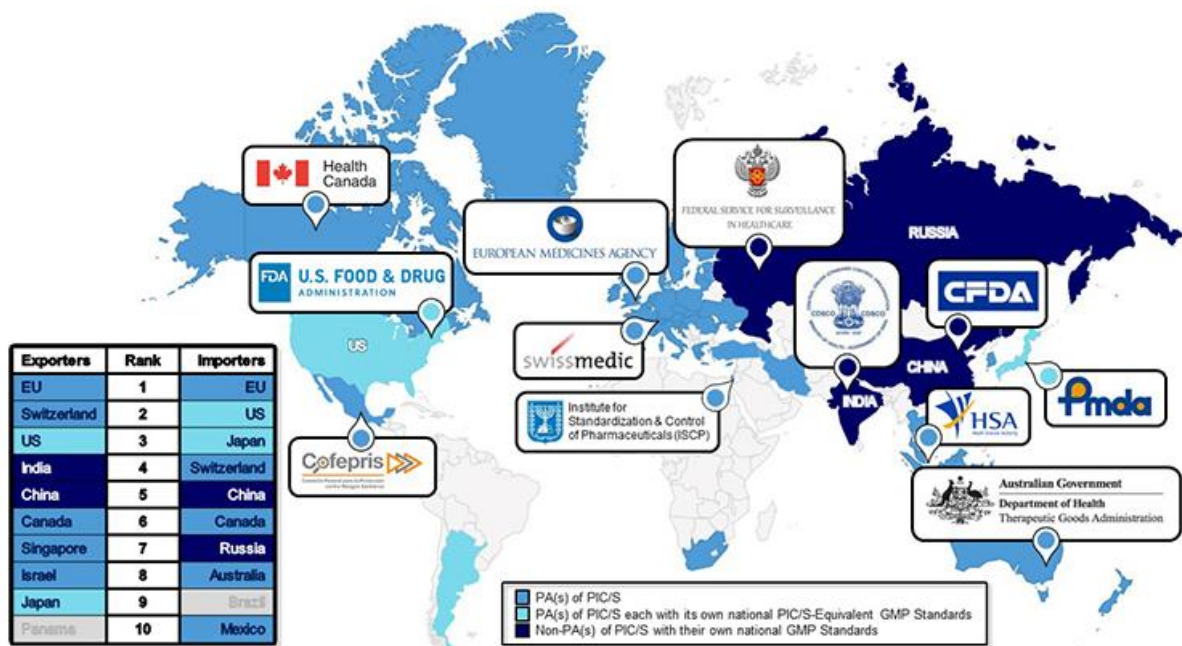 Health
Canada
FDA U.S. FOOD & DRUG
ADMINISTRATION
EUROPEAN MEDICINES AGENCY
FEDERAL SERVICE FOR SURVEILLANCE
IN HEALTHCARE
RUSSIA
CFDA
CDSCO CDSCO
swissmedic
US
CHINA
INDIA
Institute for
Standardization & Control
of Pharmaceuticals (ISCP)
HSA
Pmda
Cofepris
Australian Government
Department of Health
Therapeutic Goods Administration
Exporters Rank Importers
EU 1 EU
Switzerland 2 US
US 3 Japan
India 4 Switzerland
China 5 China
Canada 6 Canada
Singapore 7 Russia
Israel 8 Australia
Japan 9 Brazil
Panama 10 Mexico
PA(s) of PIC/S
PA(s) of PIC/S each with its own national PIC/S-Equivalent GMP Standards
Non-PA(s) of PIC/S with their own national GMP Standards